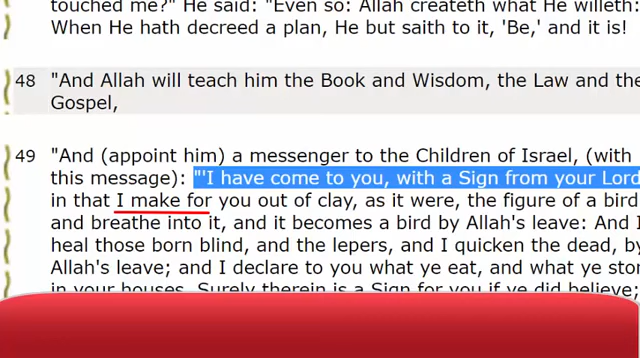 touched me?" He said: "Even so: Allah createth what He willeth:
When He hath decreed a plan, He but saith to it, 'Be,' and it is!
48 "And Allah will teach him the Book and Wisdom, the Law and the
Gospel,
49 "And (appoint him) a messenger to the Children of Israel, (with
this message): "'I have come to you, with a Sign from your Lord
in that I make for you out of clay, as it were, the figure of a bird
and breathe into it, and it becomes a bird by Allah's leave: And I
heal those born blind, and the lepers, and I quicken the dead, by
Allah's leave; and I declare to you what ye eat, and what ye stor
in your houses. Surely therein is a Sign for you if ye did believe;